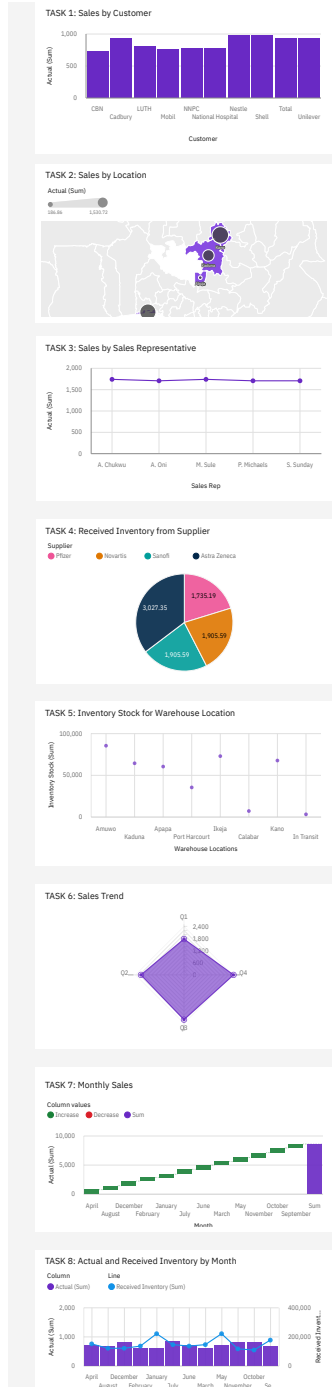 TASK 1: Sales by Customer
Actual (Sum)
1,000
500
0
CBN
LUTH
NNPC
Nestle
Total
Cadbury
Mobil
National Hospital
Shell
Unilever
Customer
TASK 2: Sales by Location
Actual (Sum)
1,520.73
TASK 3: Sales by Sales Representative
Actual (Sum)
2,000
1,500
1,000
500
0
A. Chukwu
A. Oni
M. Sule
P. Michaels
S. Sunday
Sales Rep
TASK 4: Received Inventory from Supplier
Supplier
Pfizer
Novartis
Sanofi
Astra Zeneca
1,735.19
3,027.35
1,905.59
1,905.59
TASK 5: Inventory Stock for Warehouse Location
Inventory Stock (Sum)
100,000
50,000
0
Amuwo
Apapa
Ikeja
Kano
Kaduna
Port Harcourt
Calabar
In Transit
Warehouse Locations
TASK 6: Sales Trend
Q1
2,400
1,800
Q2...
Q4
Q3
TASK 7: Monthly Sales
Column values
Increase
Decrease
Sum
Actual (Sum)
10,000
5,000
0
April
December
January
June
May
October
Sum
August
February
July
March
November
September
Month
TASK 8: Actual and Received Inventory by Month
Column
Line
Actual (Sum)
Received Inventory (Sum)
Actual (Sum)
2,000
1,000
0
400,000
200,000
0
Received Invent...
April
December
January
June
May
October
August
February
July
March
November
Se